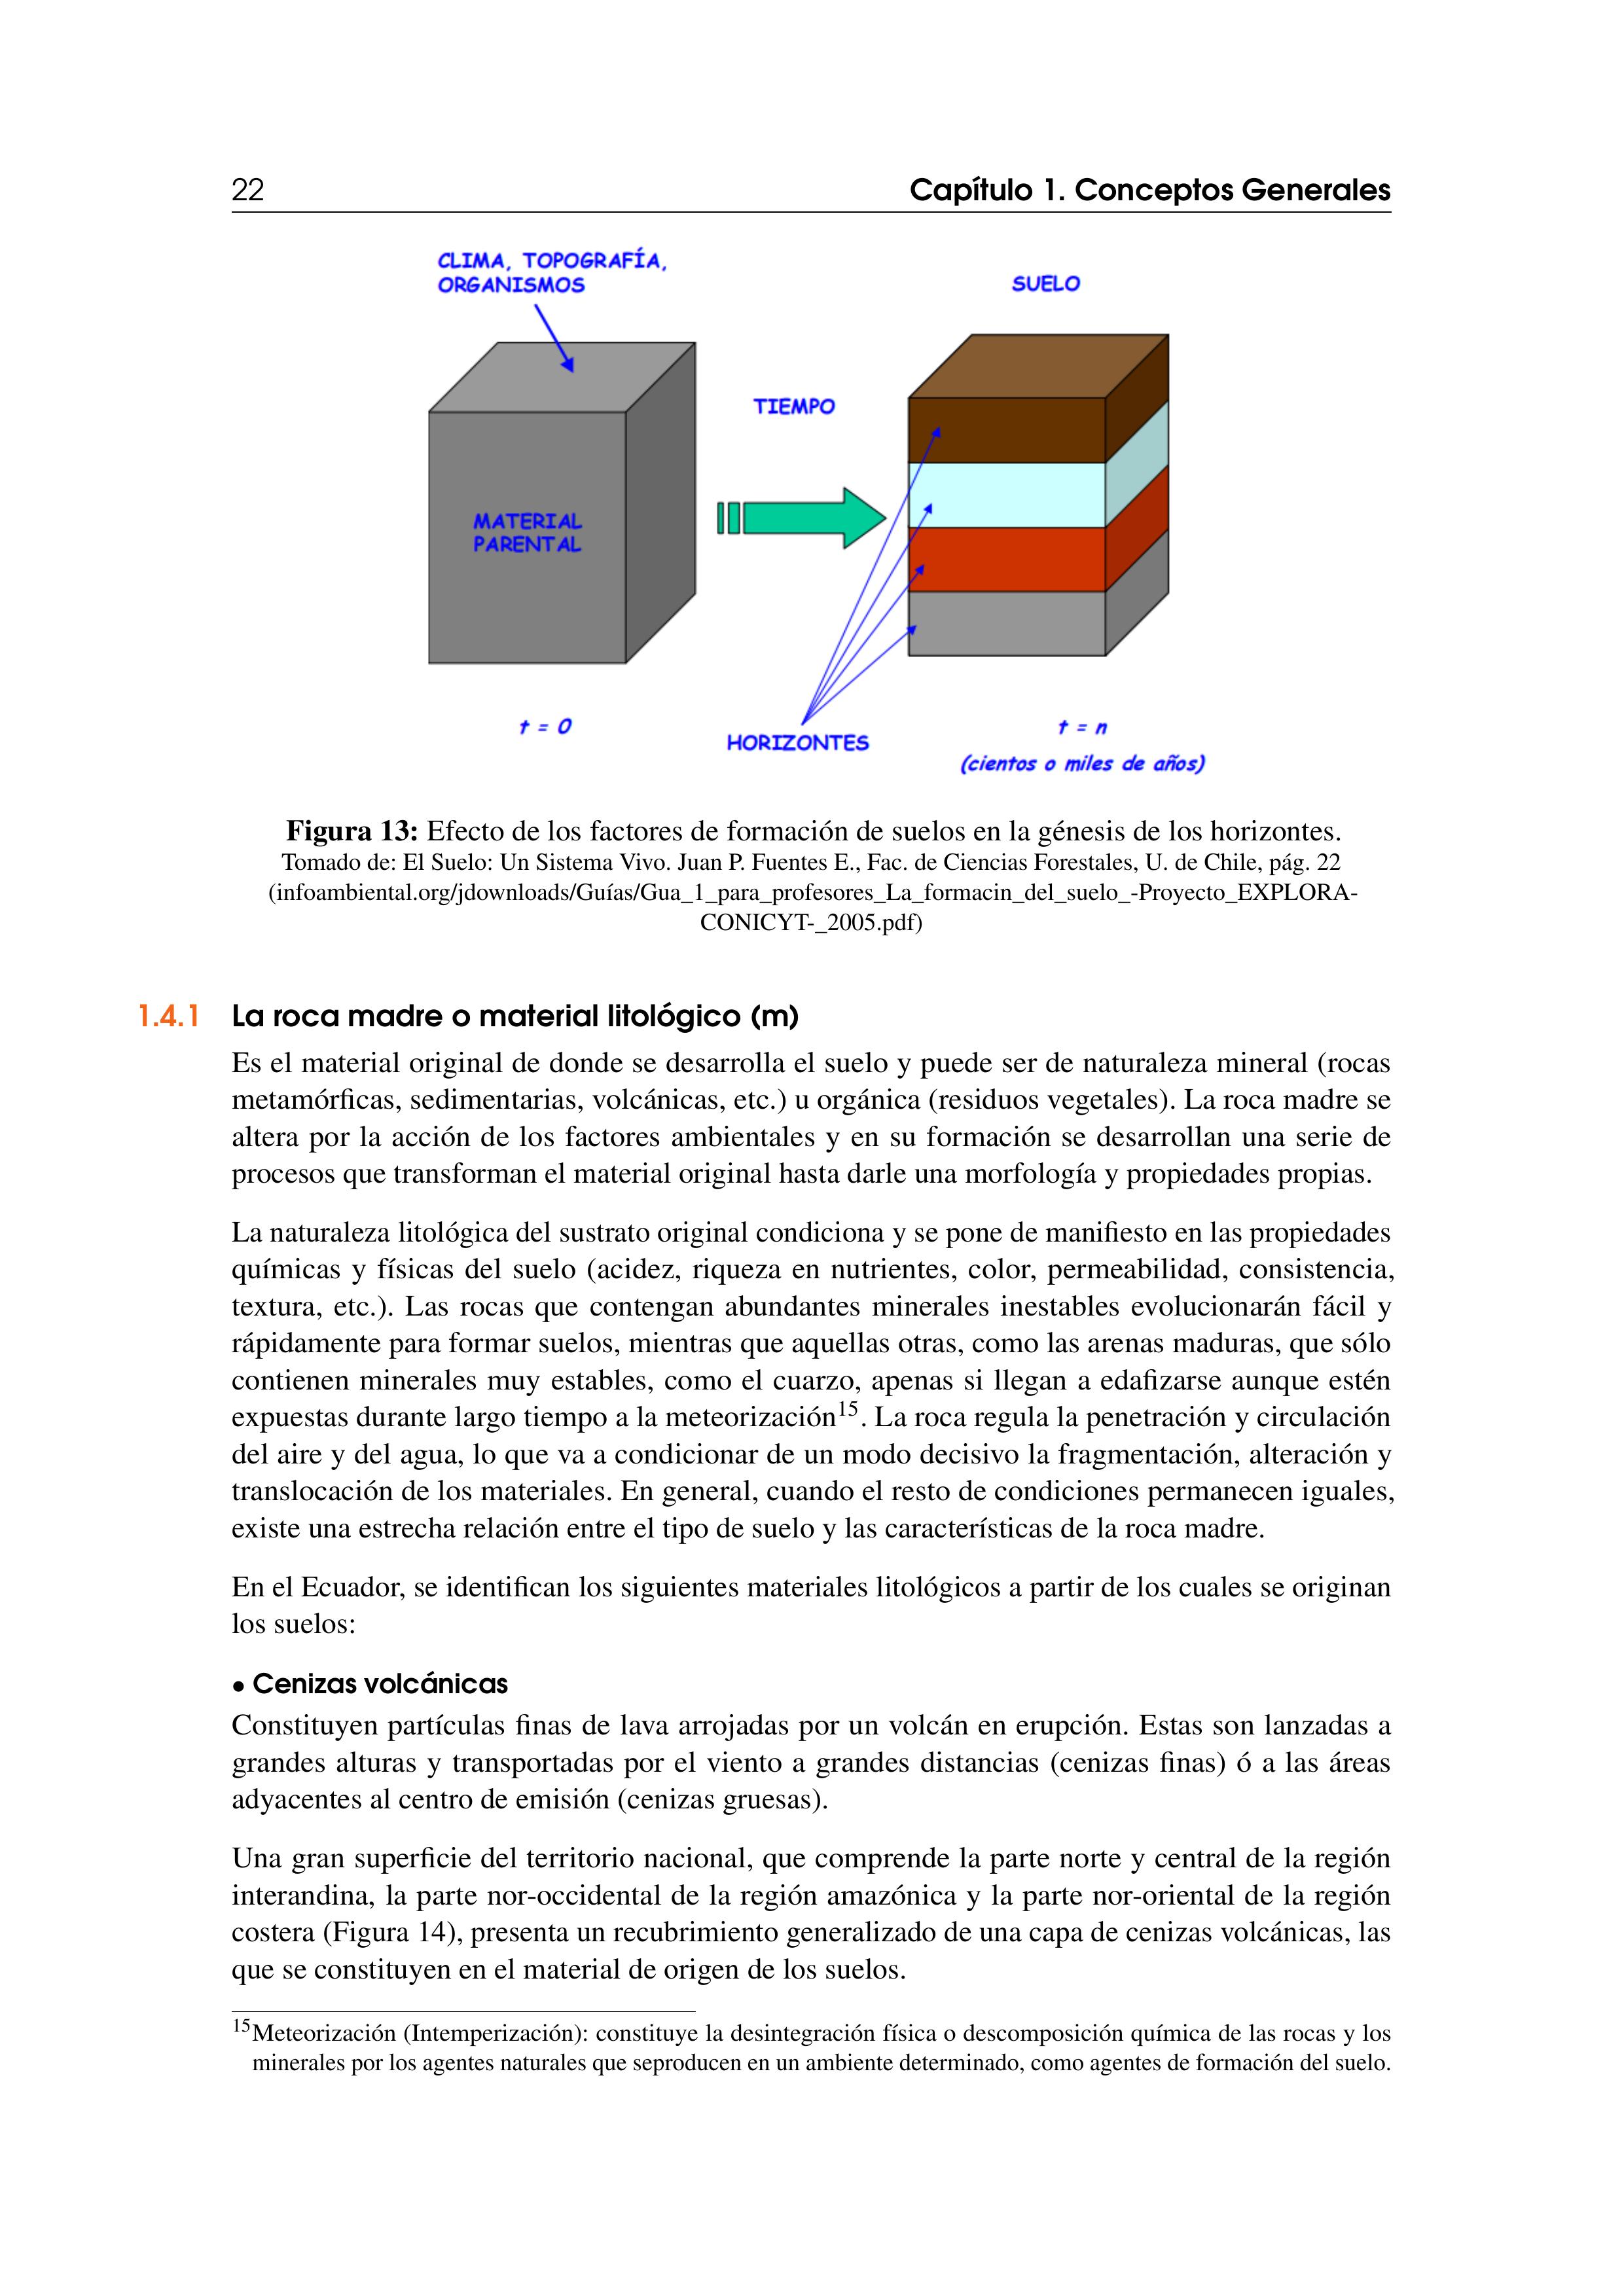 22
Capítulo 1. Conceptos Generales
CLIMA, TOPOGRAFÍA,
ORGANISMOS
SUELO
TIEMPO
MATERIAL
PARENTAL
t = 0
HORIZONTES
t = n
(cientos o miles de años)
Figura 13: Efecto de los factores de formación de suelos en la génesis de los horizontes.
Tomado de: El Suelo: Un Sistema Vivo. Juan P. Fuentes E., Fac. de Ciencias Forestales, U. de Chile, pág. 22
(infoambiental.org/jdownloads/Guías/Gua_1_para_profesores_La_formacin_del_suelo_-Proyecto_EXPLORA-
CONICYT-_2005.pdf)
1.4.1 La roca madre o material litológico (m)
Es el material original de donde se desarrolla el suelo y puede ser de naturaleza mineral (rocas
metamórficas, sedimentarias, volcánicas, etc.) u orgánica (residuos vegetales). La roca madre se
altera por la acción de los factores ambientales y en su formación se desarrollan una serie de
procesos que transforman el material original hasta darle una morfología y propiedades propias.
La naturaleza litológica del sustrato original condiciona y se pone de manifiesto en las propiedades
químicas y físicas del suelo (acidez, riqueza en nutrientes, color, permeabilidad, consistencia,
textura, etc.). Las rocas que contengan abundantes minerales inestables evolucionarán fácil y
rápidamente para formar suelos, mientras que aquellas otras, como las arenas maduras, que sólo
contienen minerales muy estables, como el cuarzo, apenas si llegan a edafizarse aunque estén
expuestas durante largo tiempo a la meteorización15. La roca regula la penetración y circulación
del aire y del agua, lo que va a condicionar de un modo decisivo la fragmentación, alteración y
translocación de los materiales. En general, cuando el resto de condiciones permanecen iguales,
existe una estrecha relación entre el tipo de suelo y las características de la roca madre.
En el Ecuador, se identifican los siguientes materiales litológicos a partir de los cuales se originan
los suelos:
• Cenizas volcánicas
Constituyen partículas finas de lava arrojadas por un volcán en erupción. Estas son lanzadas a
grandes alturas y transportadas por el viento a grandes distancias (cenizas finas) ó a las áreas
adyacentes al centro de emisión (cenizas gruesas).
Una gran superficie del territorio nacional, que comprende la parte norte y central de la región
interandina, la parte nor-occidental de la región amazónica y la parte nor-oriental de la región
costera (Figura 14), presenta un recubrimiento generalizado de una capa de cenizas volcánicas, las
que se constituyen en el material de origen de los suelos.
15Meteorización (Intemperización): constituye la desintegración física o descomposición química de las rocas y los
minerales por los agentes naturales que seproducen en un ambiente determinado, como agentes de formación del suelo.